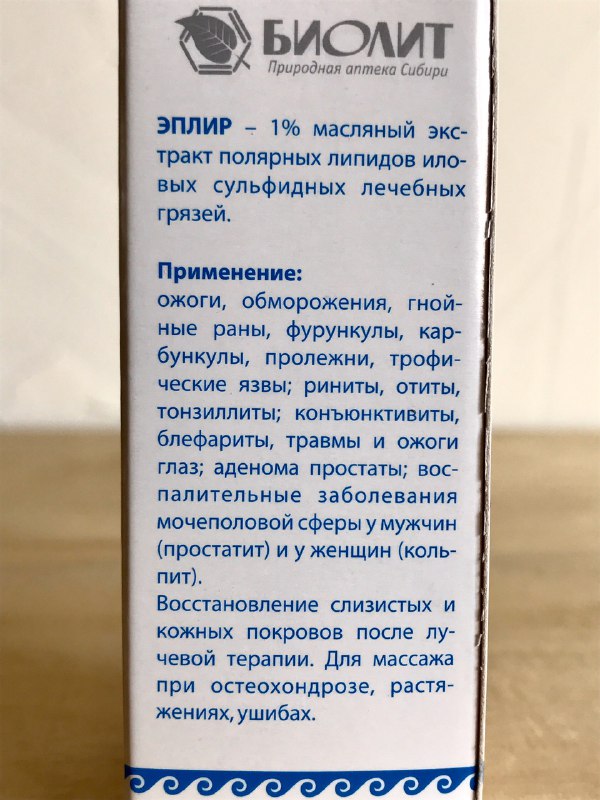 БИОЛИТ
Природная аптека Сибири
ЭПЛИР – 1% масляный экс-
тракт полярных липидов ило-
вых сульфидных лечебных
грязей.
Применение:
ожоги, обморожения, гной-
ные раны, фурункулы, кар-
бункулы, пролежни, трофи-
ческие язвы; риниты, отиты,
тонзиллиты; конъюнктивиты,
блефариты, травмы и ожоги
глаз; аденома простаты; вос-
палительные заболевания
мочеполовой сферы у мужчин
(простатит) и у женщин (коль-
пит).
Восстановление слизистых и
кожных покровов после лу-
чевой терапии. Для массажа
при остеохондрозе, растя-
жениях, ушибах.